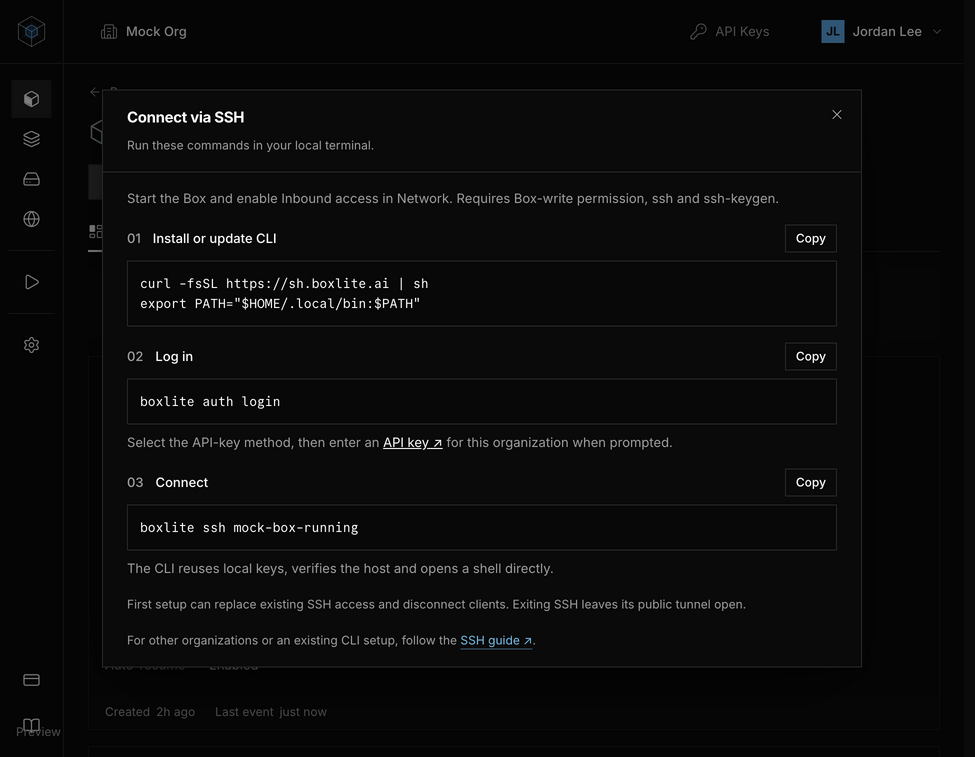 Mock Org
API Keys
JL
Jordan Lee
Connect via SSH
Run these commands in your local terminal.
Start the Box and enable Inbound access in Network. Requires Box-write permission, ssh and ssh-keygen.
01 Install or update CLI
Copy
curl -fsSL https://sh.boxlite.ai | sh
export PATH="$HOME/.local/bin:$PATH"
02 Log in
Copy
boxlite auth login
Select the API-key method, then enter an API key ↗ for this organization when prompted.
03 Connect
Copy
boxlite ssh mock-box-running
The CLI reuses local keys, verifies the host and opens a shell directly.
First setup can replace existing SSH access and disconnect clients. Exiting SSH leaves its public tunnel open.
For other organizations or an existing CLI setup, follow the SSH guide ↗.
Created 2h ago Last event just now
Preview